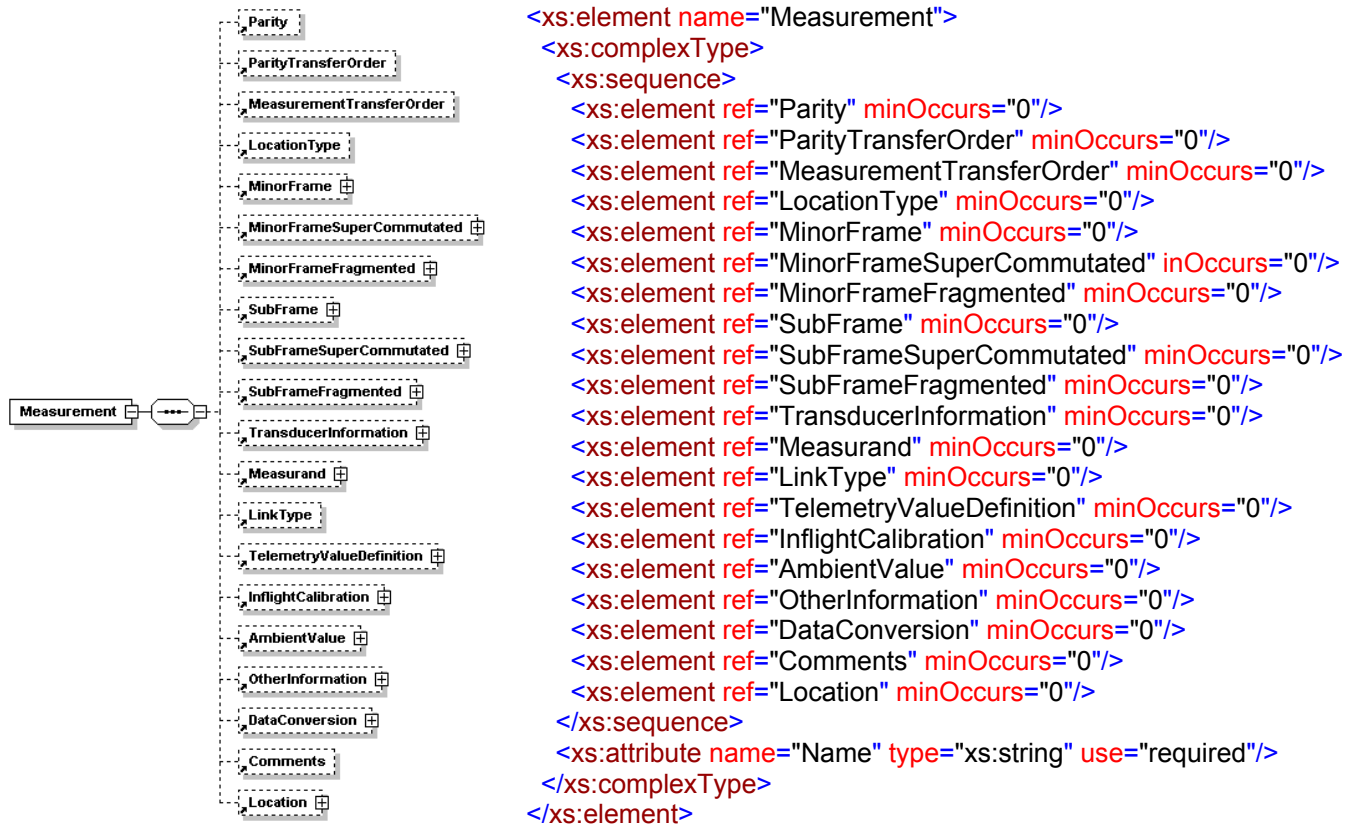 Measurement
Parity
ParityTransferOrder
MeasurementTransferOrder
LocationType
MinorFrame
MinorFrameSuperCommutated
MinorFrameFragmented
SubFrame
SubFrameSuperCommutated
SubFrameFragmented
TransducerInformation
Measurand
LinkType
TelemetryValueDefinition
InflightCalibration
AmbientValue
OtherInformation
DataConversion
Comments
Location
<xs:element name="Measurement">
<xs:complexType>
<xs:sequence>
<xs:element ref="Parity" minOccurs="0"/>
<xs:element ref="ParityTransferOrder" minOccurs="0"/>
<xs:element ref="MeasurementTransferOrder" minOccurs="0"/>
<xs:element ref="LocationType" minOccurs="0"/>
<xs:element ref="MinorFrame" minOccurs="0"/>
<xs:element ref="MinorFrameSuperCommutated" inOccurs="0"/>
<xs:element ref="MinorFrameFragmented" minOccurs="0"/>
<xs:element ref="SubFrame" minOccurs="0"/>
<xs:element ref="SubFrameSuperCommutated" minOccurs="0"/>
<xs:element ref="SubFrameFragmented" minOccurs="0"/>
<xs:element ref="TransducerInformation" minOccurs="0"/>
<xs:element ref="Measurand" minOccurs="0"/>
<xs:element ref="LinkType" minOccurs="0"/>
<xs:element ref="TelemetryValueDefinition" minOccurs="0"/>
<xs:element ref="InflightCalibration" minOccurs="0"/>
<xs:element ref="AmbientValue" minOccurs="0"/>
<xs:element ref="OtherInformation" minOccurs="0"/>
<xs:element ref="DataConversion" minOccurs="0"/>
<xs:element ref="Comments" minOccurs="0"/>
<xs:element ref="Location" minOccurs="0"/>
</xs:sequence>
<xs:attribute name="Name" type="xs:string" use="required"/>
</xs:complexType>
</xs:element>